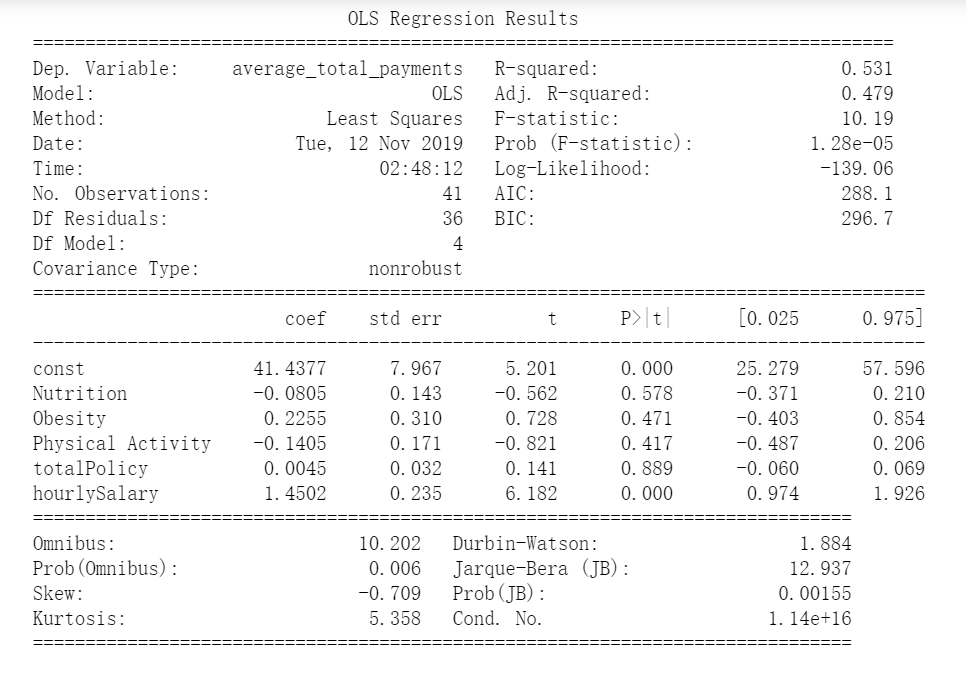 OLS Regression Results
==============================================================================
Dep. Variable: average_total_payments R-squared: 0.531
Model: OLS Adj. R-squared: 0.479
Method: Least Squares F-statistic: 10.19
Date: Tue, 12 Nov 2019 Prob (F-statistic): 1.28e-05
Time: 02:48:12 Log-Likelihood: -139.06
No. Observations: 41 AIC: 288.1
Df Residuals: 36 BIC: 296.7
Df Model: 4
Covariance Type: nonrobust
=====================================================================================
coef std err t P>|t| [0.025 0.975]
-------------------------------------------------------------------------------------
const 41.4377 7.967 5.201 0.000 25.279 57.596
Nutrition -0.0805 0.143 -0.562 0.578 -0.371 0.210
Obesity 0.2255 0.310 0.728 0.471 -0.403 0.854
Physical Activity -0.1405 0.171 -0.821 0.417 -0.487 0.206
totalPolicy 0.0045 0.032 0.141 0.889 -0.060 0.069
hourlySalary 1.4502 0.235 6.182 0.000 0.974 1.926
==============================================================================
Omnibus: 10.202 Durbin-Watson: 1.884
Prob(Omnibus): 0.006 Jarque-Bera (JB): 12.937
Skew: -0.709 Prob(JB): 0.00155
Kurtosis: 5.358 Cond. No. 1.14e+16
==============================================================================